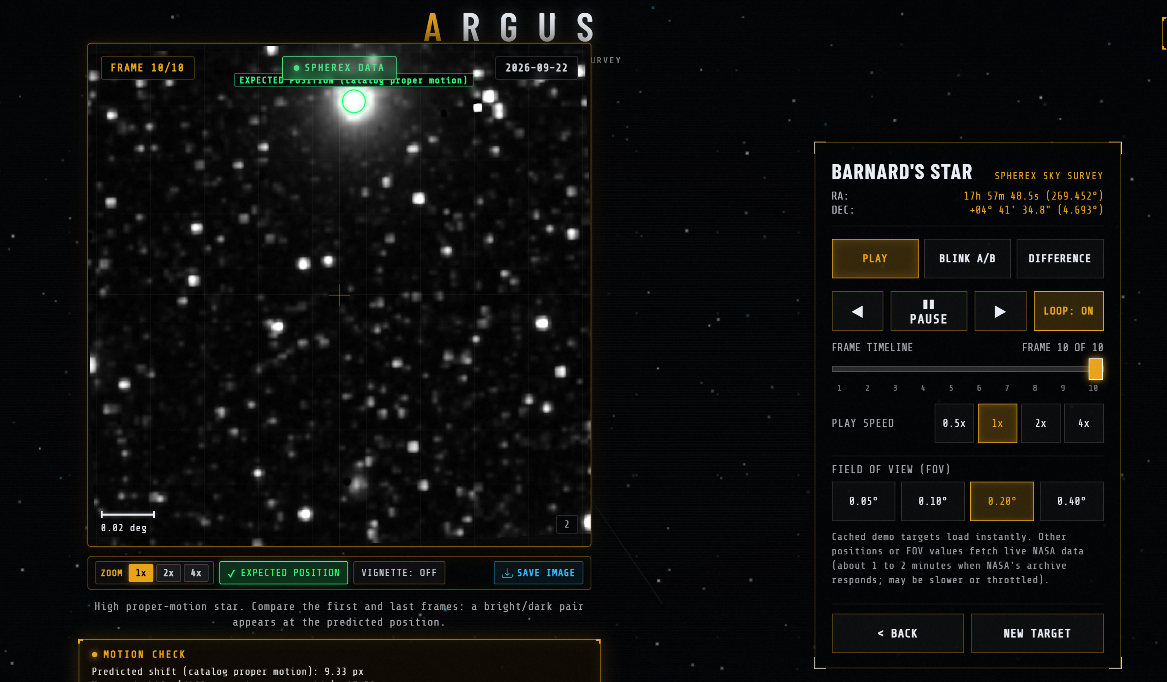 ARGUS
URVEY
FRAME 10/10
SPHEREX DATA
2026-09-22
EXPECTED POSITION (catalog proper motion)
0.02 deg
2
ZOOM 1x 2x 4x
✓ EXPECTED POSITION
VIGNETTE: OFF
SAVE IMAGE
High proper-motion star. Compare the first and last frames: a bright/dark pair
appears at the predicted position.
MOTION CHECK
Predicted shift (catalog proper motion): 9.33 px
BARNARD'S STAR
SPHEREX SKY SURVEY
RA: 17h 57m 48.5s (269.452°)
DEC: +04° 41' 34.8" (4.693°)
PLAY
BLINK A/B
DIFFERENCE
PAUSE
LOOP: ON
FRAME TIMELINE FRAME 10 OF 10
1 2 3 4 5 6 7 8 9 10
PLAY SPEED 0.5x 1x 2x 4x
FIELD OF VIEW (FOV)
0.05° 0.10° 0.20° 0.40°
Cached demo targets load instantly. Other
positions or FOV values fetch live NASA data
(about 1 to 2 minutes when NASA's archive
responds; may be slower or throttled).
< BACK
NEW TARGET